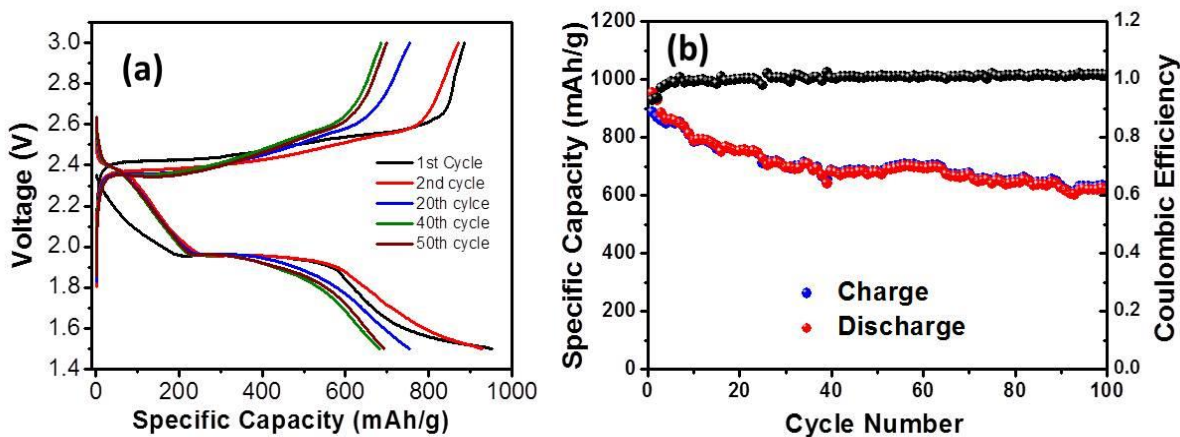 (a)
3.0
2.8
2.6
2.4
2.2
2.0
1.8
1.6
1.4
Voltage (V)
1st Cycle
2nd cycle
20th cylce
40th cycle
50th cycle
0 200 400 600 800 1000
Specific Capacity (mAh/g)
(b)
1200
1000
800
600
400
200
0
Specific Capacity (mAh/g)
Charge
Discharge
1.2
1.0
0.8
0.6
0.4
0.2
0.0
Coulombic Efficiency
0 20 40 60 80 100
Cycle Number